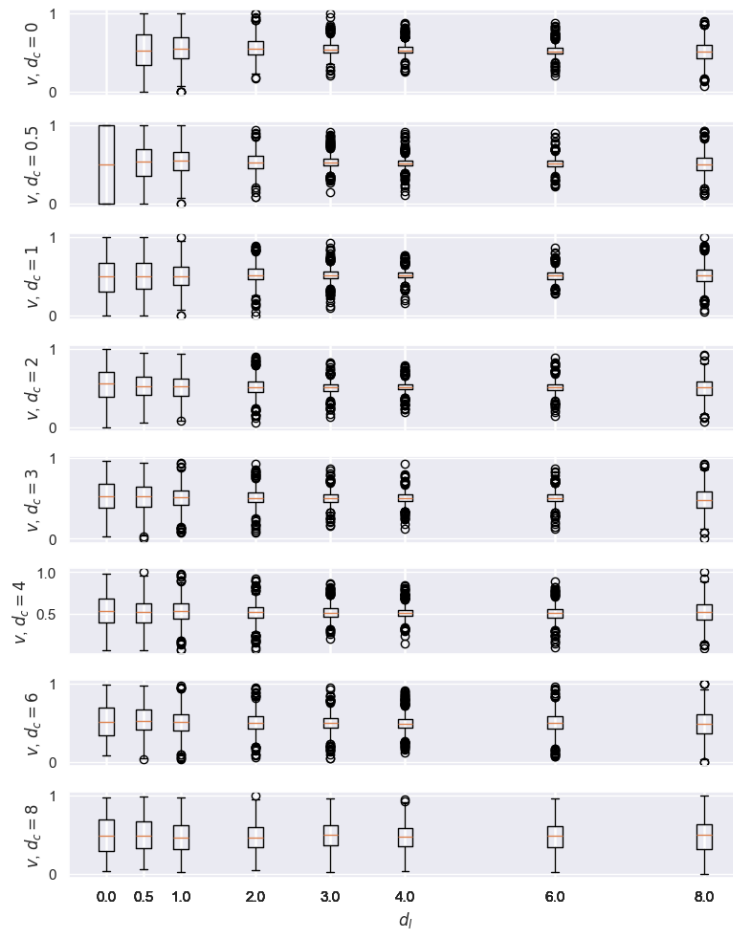 1
v, d_c = 0
0
1
v, d_c = 0.5
0
1
v, d_c = 1
0
1
v, d_c = 2
0
1
v, d_c = 3
0
1.0
v, d_c = 4
0.5
1
v, d_c = 6
0
1
v, d_c = 8
0
0.0 0.5 1.0 2.0 3.0 4.0 6.0 8.0
d_l